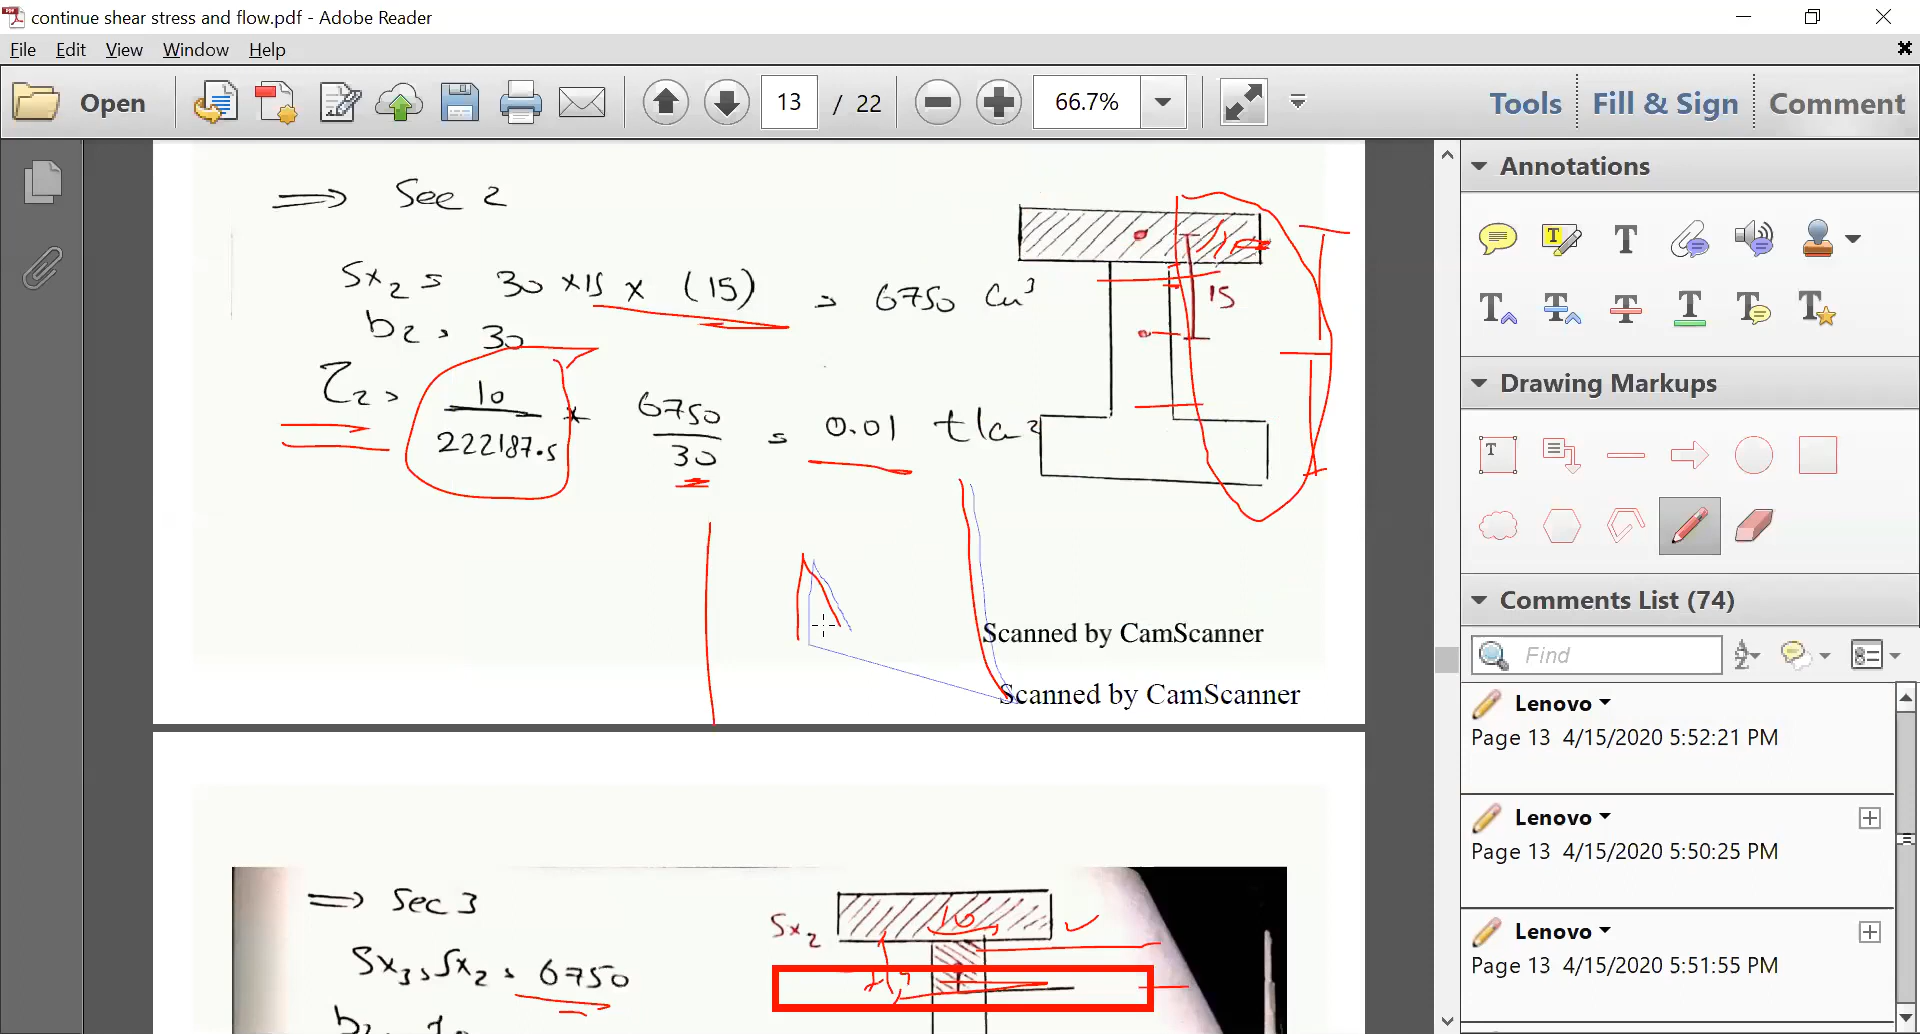 continue shear stress and flow.pdf - Adobe Reader
File Edit View Window Help
Open 13 / 22 66.7% Tools Fill & Sign Comment
Annotations
Drawing Markups
Comments List (74)
Find
Lenovo
Page 13 4/15/2020 5:52:21 PM
Lenovo
Page 13 4/15/2020 5:50:25 PM
Lenovo
Page 13 4/15/2020 5:51:55 PM
⇒ Sec 2
Sx2 = 30 × 15 × (15) = 6750 cm³
b2 = 30
15
τ2 = 10 / 222187.5 * 6750 / 30 = 0.01 t/cm²
Scanned by CamScanner
Scanned by CamScanner
⇒ Sec 3
Sx2
10
Sx3 = Sx2 = 6750